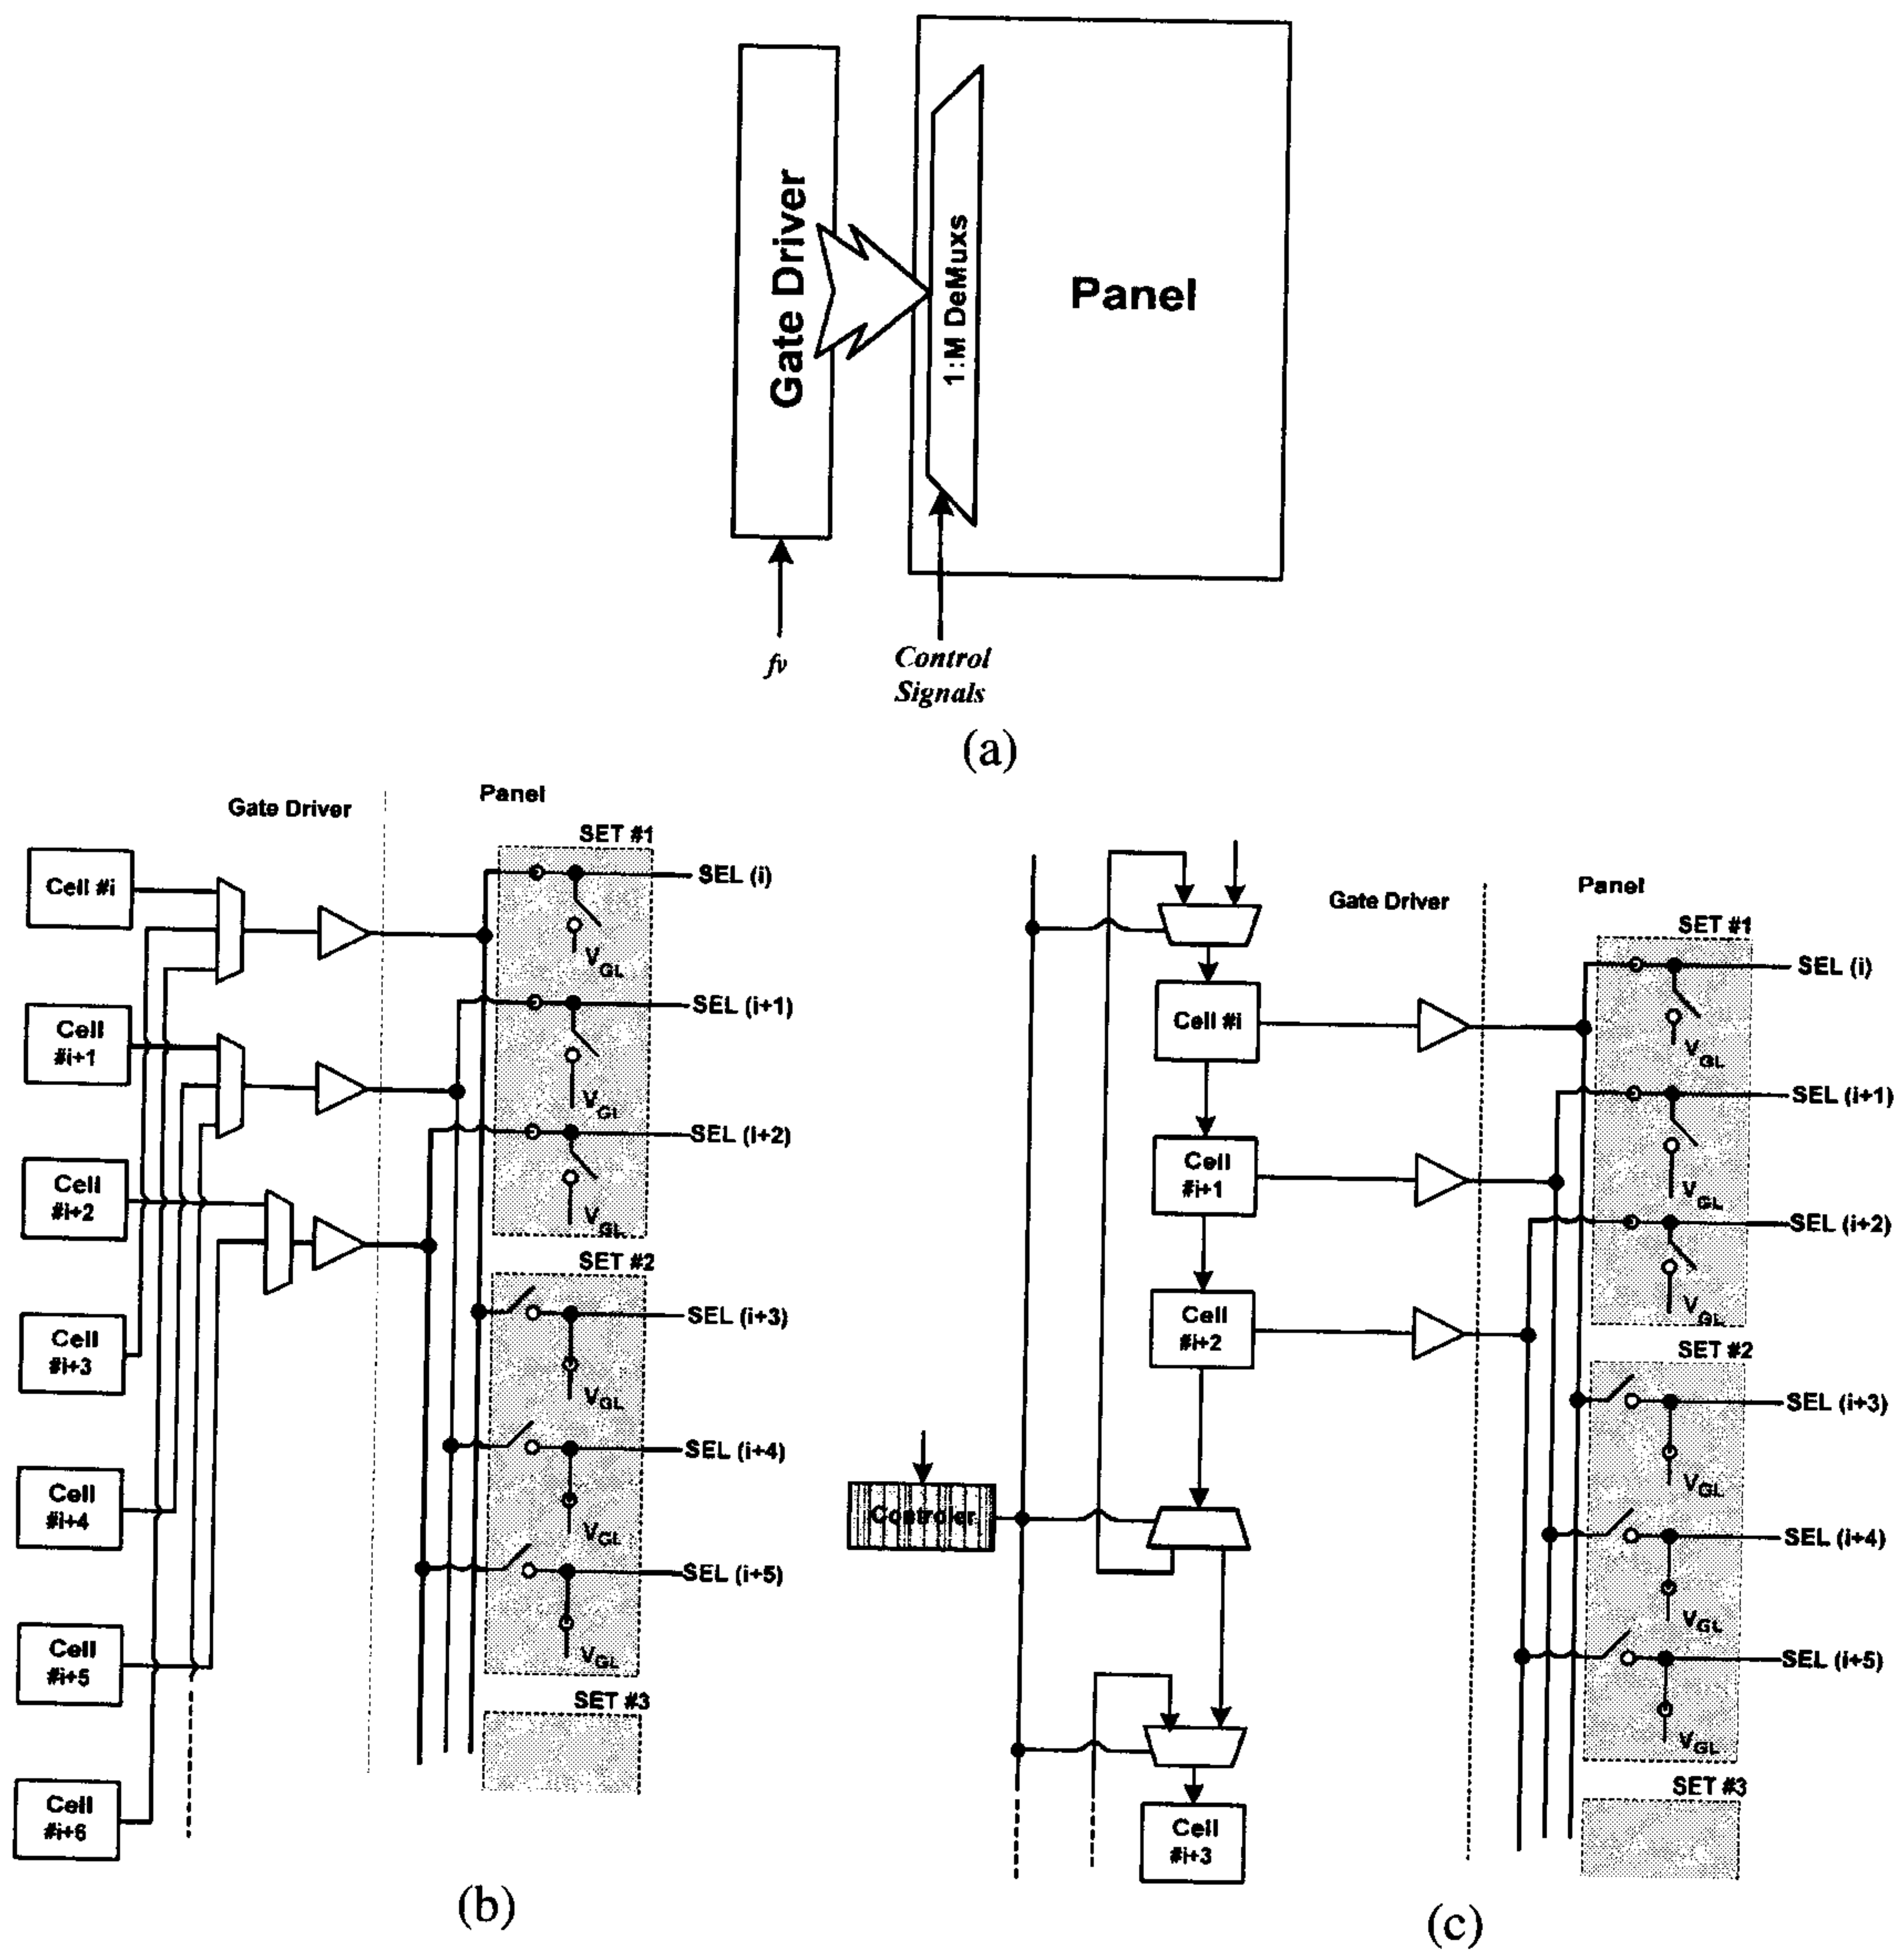 Gate Driver
1:M DeMuxs
Panel
fv
Control
Signals
(a)
Gate Driver
Panel
SET #1
Cell #i
SEL (i)
VGL
Cell
#i+1
SEL (i+1)
VGL
SEL (i+2)
Cell
#i+2
VGL
SET #2
Cell
#i+3
SEL (i+3)
VGL
SEL (i+4)
Cell
#i+4
VGL
SEL (i+5)
Cell
#i+5
VGL
SET #3
Cell
#i+6
(b)
Gate Driver
Panel
SET #1
SEL (i)
Cell #i
VGL
SEL (i+1)
Cell
#i+1
VGL
SEL (i+2)
Cell
#i+2
VGL
SET #2
SEL (i+3)
VGL
Controler
SEL (i+4)
VGL
SEL (i+5)
VGL
SET #3
Cell
#i+3
(c)